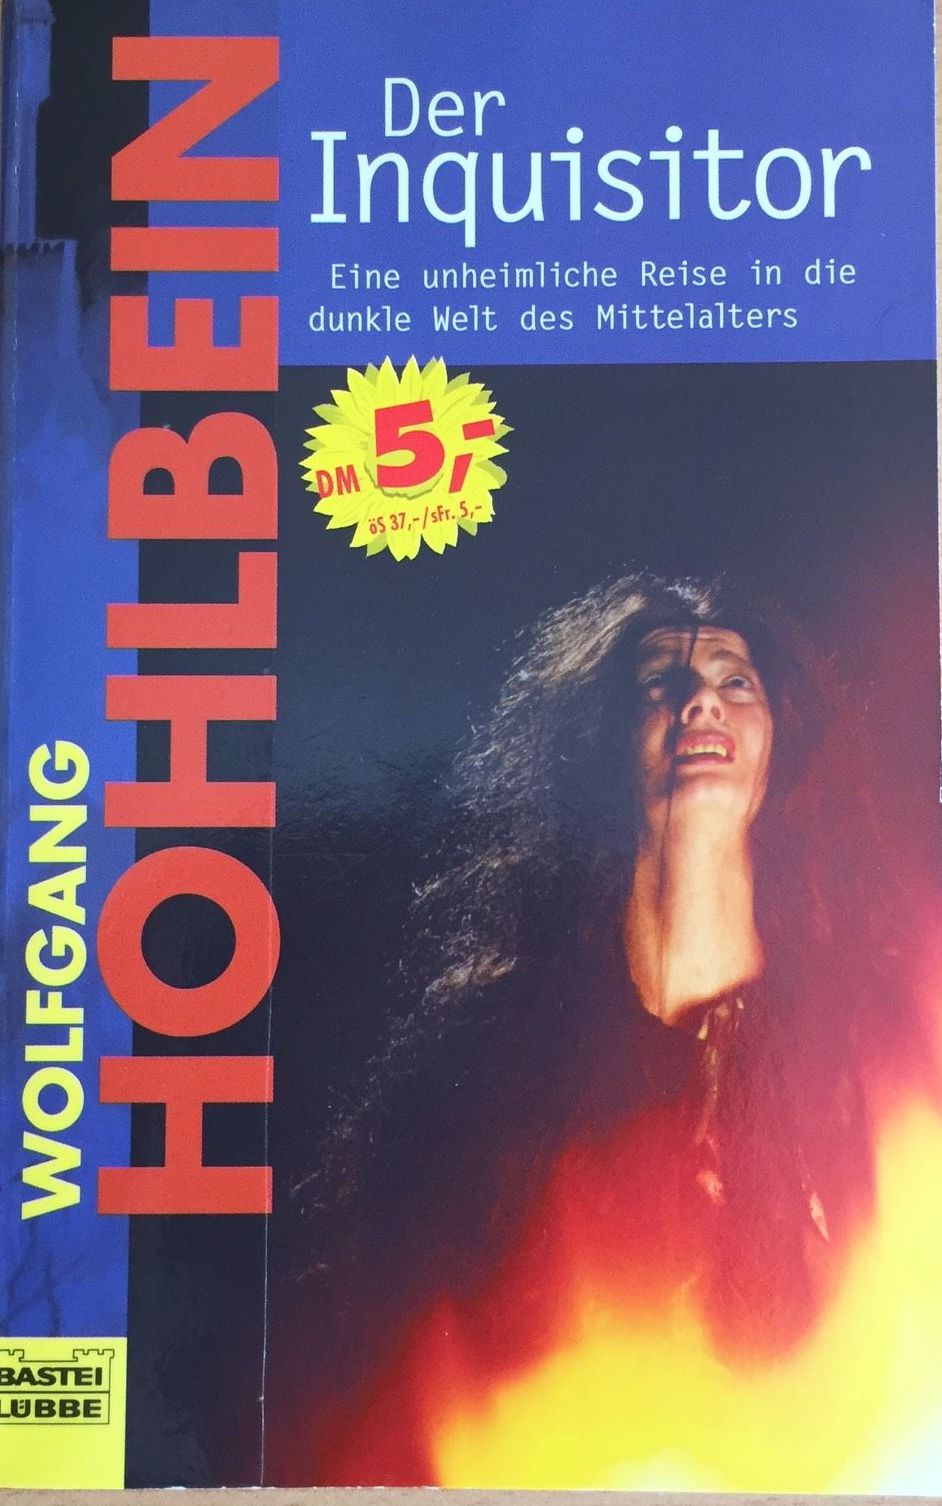 WOLFGANG
HOHLBEIN
Der
Inquisitor
Eine unheimliche Reise in die
dunkle Welt des Mittelalters
DM 5,-
öS 37,-/sFr. 5,-
BASTEI
LÜBBE